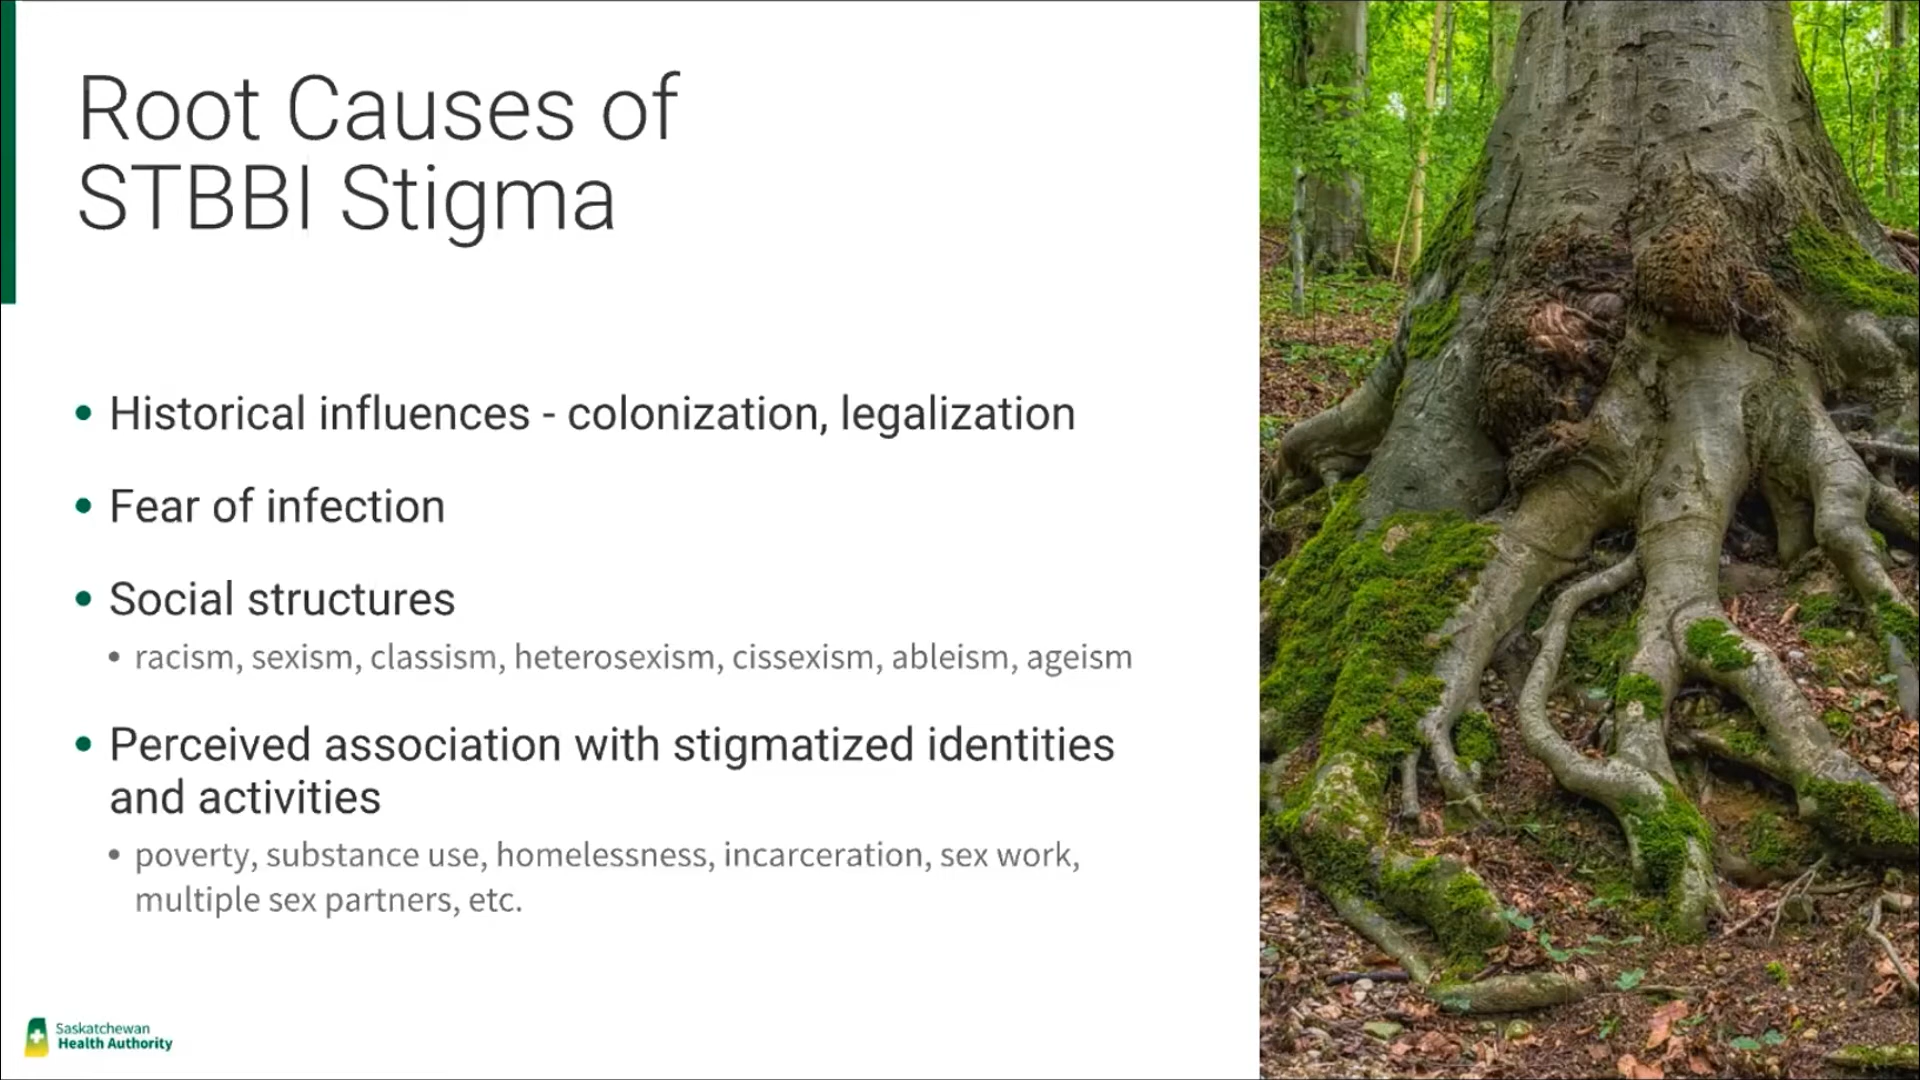 Root Causes of
STBBI Stigma
• Historical influences - colonization, legalization
• Fear of infection
• Social structures
• racism, sexism, classism, heterosexism, cissexism, ableism, ageism
• Perceived association with stigmatized identities
and activities
• poverty, substance use, homelessness, incarceration, sex work,
multiple sex partners, etc.
Saskatchewan
Health Authority